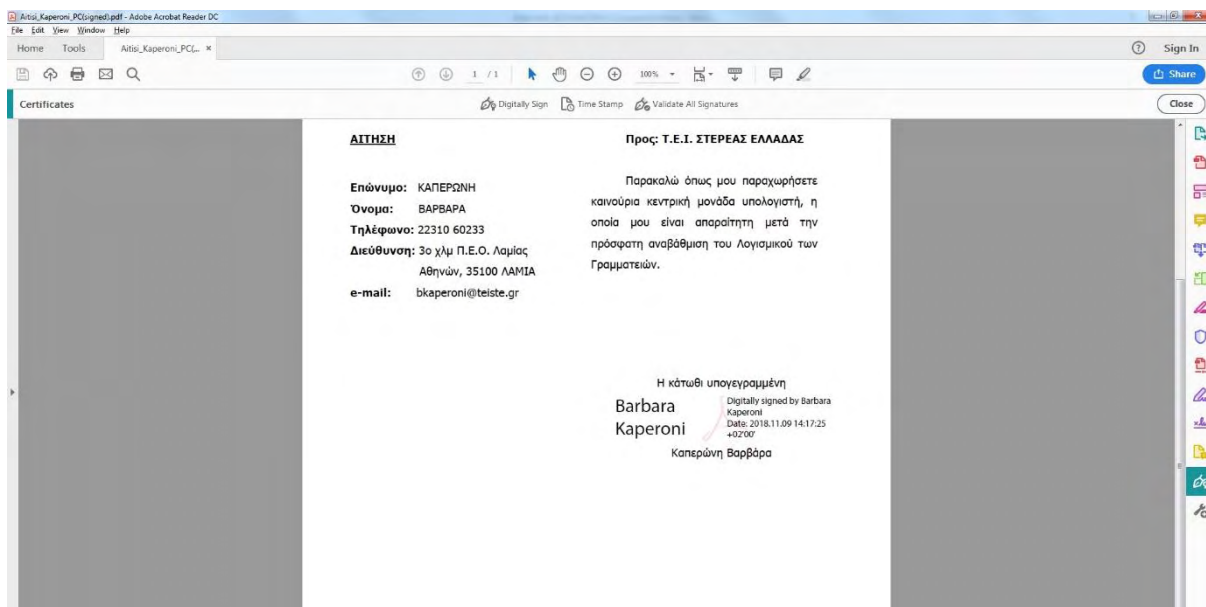 Aitisi_Kaperoni_PC(signed).pdf - Adobe Acrobat Reader DC
File Edit View Window Help
Home Tools Aitisi_Kaperoni_PC(... × Sign In
1 / 1 100%
Share
Certificates Digitally Sign Time Stamp Validate All Signatures Close
ΑΙΤΗΣΗ
Επώνυμο: ΚΑΠΕΡΩΝΗ
Όνομα: ΒΑΡΒΑΡΑ
Τηλέφωνο: 22310 60233
Διεύθυνση: 3ο χλμ Π.Ε.Ο. Λαμίας
Αθηνών, 35100 ΛΑΜΙΑ
e-mail: bkaperoni@teiste.gr
Προς: Τ.Ε.Ι. ΣΤΕΡΕΑΣ ΕΛΛΑΔΑΣ
Παρακαλώ όπως μου παραχωρήσετε
καινούρια κεντρική μονάδα υπολογιστή, η
οποία μου είναι απαραίτητη μετά την
πρόσφατη αναβάθμιση του Λογισμικού των
Γραμματειών.
Η κάτωθι υπογεγραμμένη
Barbara
Kaperoni
Digitally signed by Barbara
Kaperoni
Date: 2018.11.09 14:17:25
+02'00'
Καπερώνη Βαρβάρα